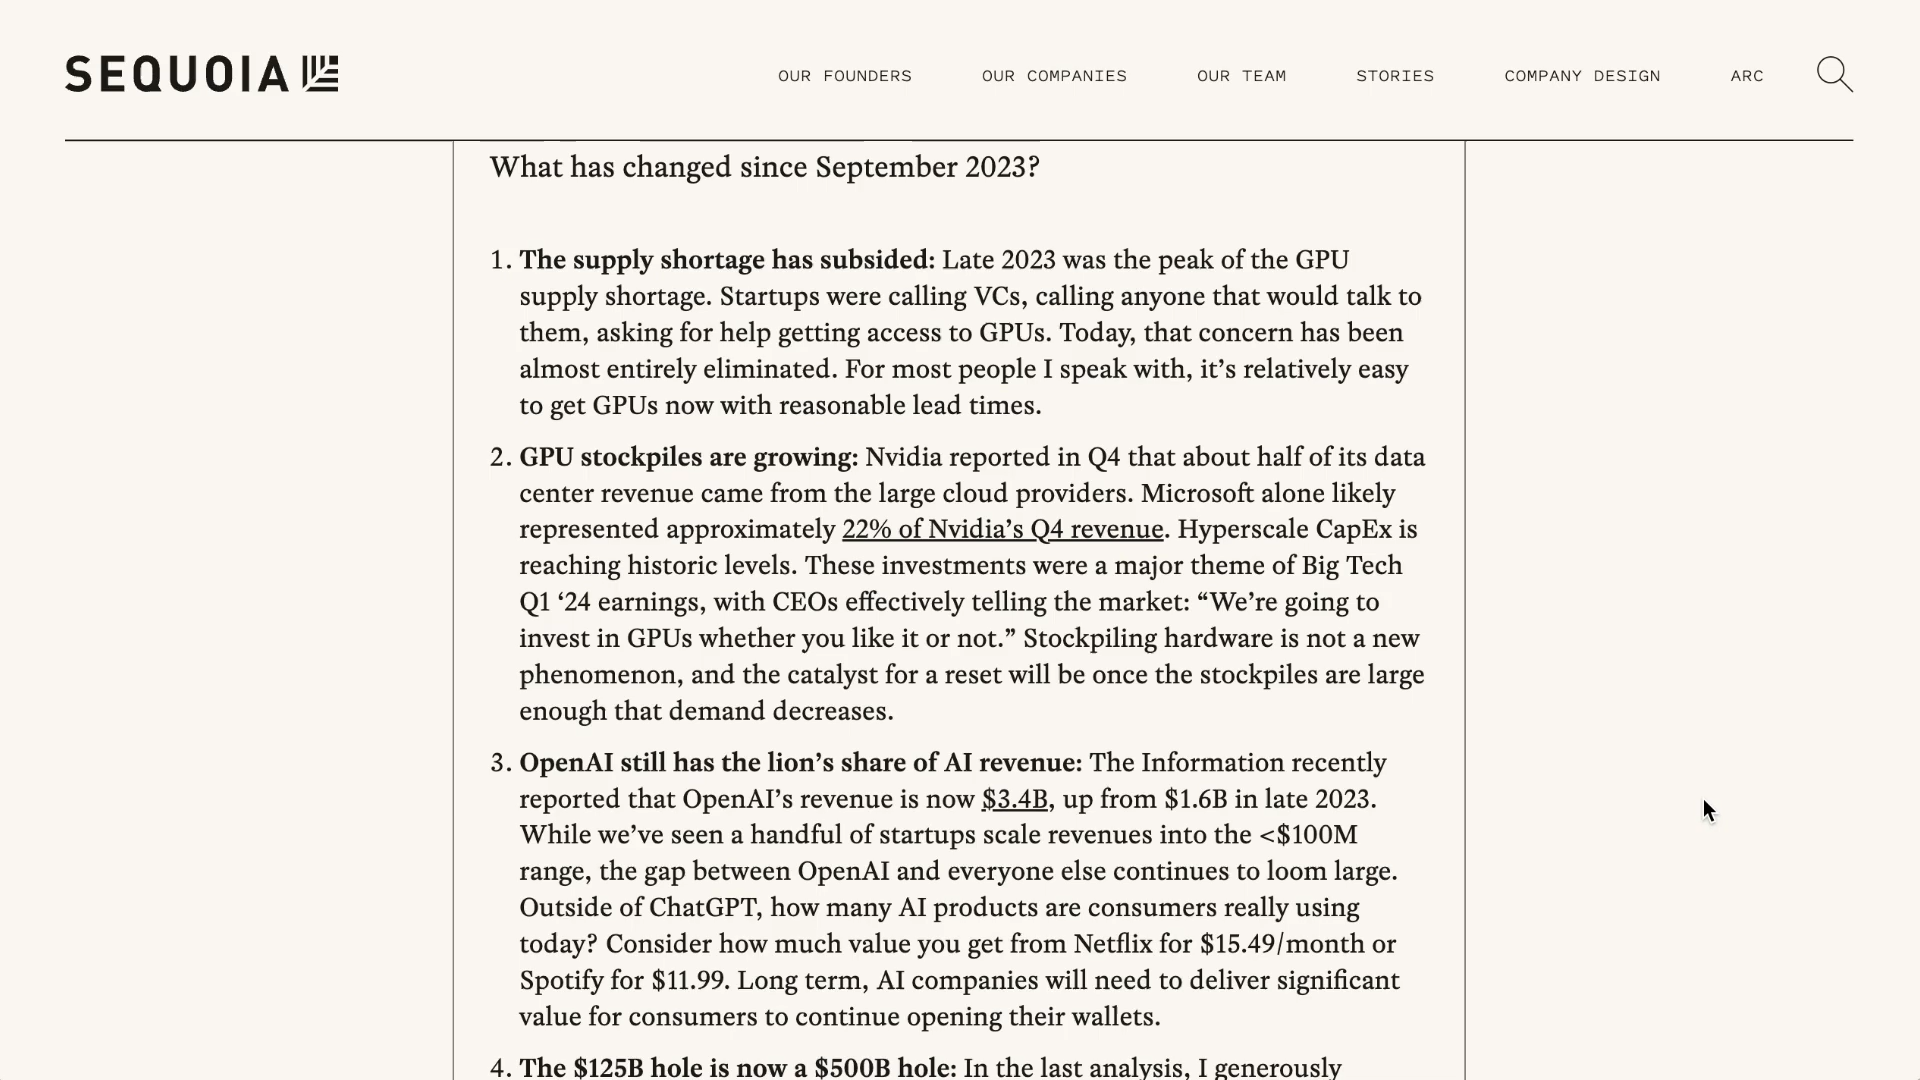 SEQUOIA
OUR FOUNDERS
OUR COMPANIES
OUR TEAM
STORIES
COMPANY DESIGN
ARC
What has changed since September 2023?
1. The supply shortage has subsided: Late 2023 was the peak of the GPU
supply shortage. Startups were calling VCs, calling anyone that would talk to
them, asking for help getting access to GPUs. Today, that concern has been
almost entirely eliminated. For most people I speak with, it’s relatively easy
to get GPUs now with reasonable lead times.
2. GPU stockpiles are growing: Nvidia reported in Q4 that about half of its data
center revenue came from the large cloud providers. Microsoft alone likely
represented approximately 22% of Nvidia’s Q4 revenue. Hyperscale CapEx is
reaching historic levels. These investments were a major theme of Big Tech
Q1 ‘24 earnings, with CEOs effectively telling the market: “We’re going to
invest in GPUs whether you like it or not.” Stockpiling hardware is not a new
phenomenon, and the catalyst for a reset will be once the stockpiles are large
enough that demand decreases.
3. OpenAI still has the lion’s share of AI revenue: The Information recently
reported that OpenAI’s revenue is now $3.4B, up from $1.6B in late 2023.
While we’ve seen a handful of startups scale revenues into the <$100M
range, the gap between OpenAI and everyone else continues to loom large.
Outside of ChatGPT, how many AI products are consumers really using
today? Consider how much value you get from Netflix for $15.49/month or
Spotify for $11.99. Long term, AI companies will need to deliver significant
value for consumers to continue opening their wallets.
4. The $125B hole is now a $500B hole: In the last analysis, I generously